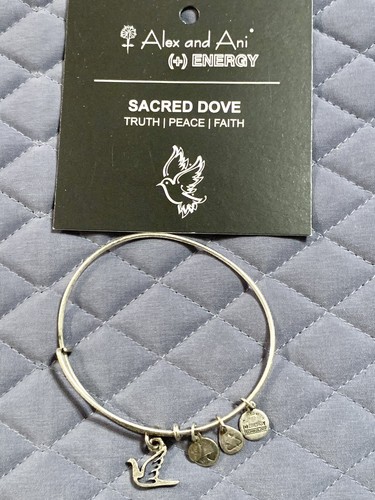 Alex and Ani®
(+) ENERGY
SACRED DOVE
TRUTH | PEACE | FAITH